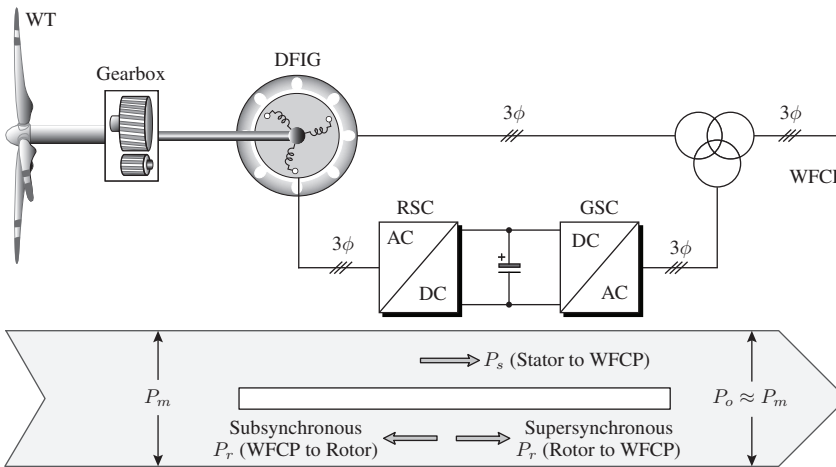 WT
Gearbox
DFIG
3ϕ
3ϕ
WFCP
RSC
GSC
3ϕ
AC
DC
+
DC
AC
3ϕ
P_s (Stator to WFCP)
P_m
P_o ≈ P_m
Subsynchronous
P_r (WFCP to Rotor)
Supersynchronous
P_r (Rotor to WFCP)